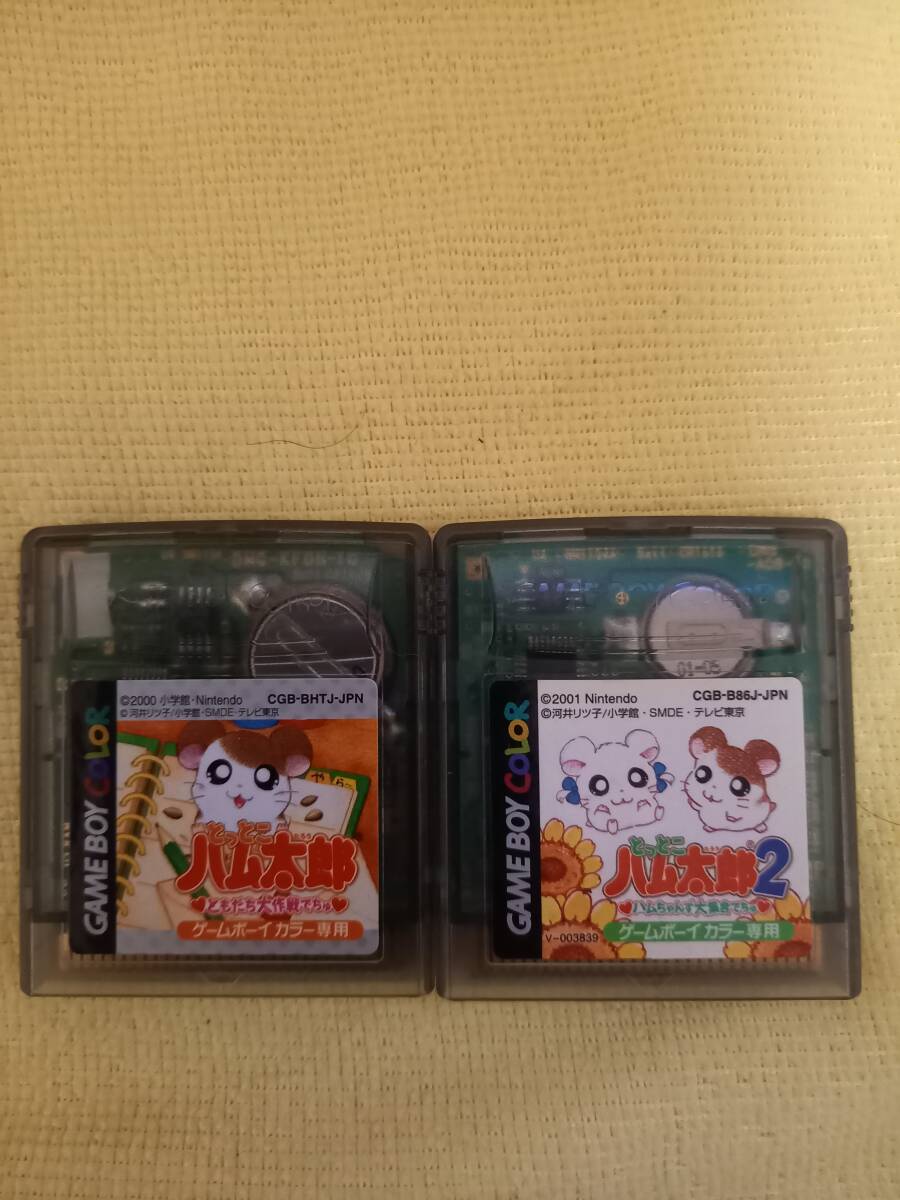 ©2000 小学館・Nintendo CGB-BHTJ-JPN
©河井リツ子/小学館・SMDE・テレビ東京
GAME BOY COLOR
とっとこ
ハム太郎
ともだち大作戦でちゅ
ゲームボーイカラー専用
01-05
©2001 Nintendo CGB-B86J-JPN
©河井リツ子/小学館・SMDE・テレビ東京
GAME BOY COLOR
とっとこ
ハム太郎2
ハムちゃんず大集合でちゅ
V-003839
ゲームボーイカラー専用